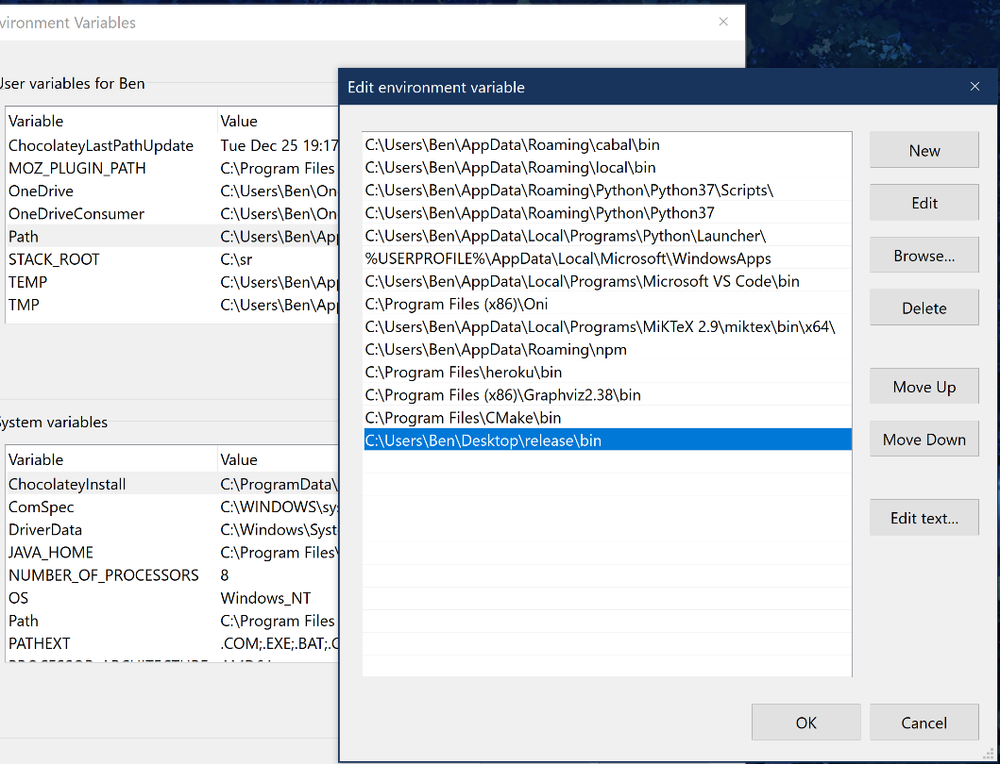 vironment Variables
User variables for Ben
Variable Value
ChocolateyLastPathUpdate Tue Dec 25 19:17
MOZ_PLUGIN_PATH C:\Program Files
OneDrive C:\Users\Ben\On
OneDriveConsumer C:\Users\Ben\On
Path C:\Users\Ben\App
STACK_ROOT C:\sr
TEMP C:\Users\Ben\App
TMP C:\Users\Ben\App
System variables
Variable Value
ChocolateyInstall C:\ProgramData\
ComSpec C:\WINDOWS\sys
DriverData C:\Windows\Syst
JAVA_HOME C:\Program Files\
NUMBER_OF_PROCESSORS 8
OS Windows_NT
Path C:\Program Files
PATHEXT .COM;.EXE;.BAT;.C
Edit environment variable
C:\Users\Ben\AppData\Roaming\cabal\bin
C:\Users\Ben\AppData\Roaming\local\bin
C:\Users\Ben\AppData\Roaming\Python\Python37\Scripts\
C:\Users\Ben\AppData\Roaming\Python\Python37
C:\Users\Ben\AppData\Local\Programs\Python\Launcher\
%USERPROFILE%\AppData\Local\Microsoft\WindowsApps
C:\Users\Ben\AppData\Local\Programs\Microsoft VS Code\bin
C:\Program Files (x86)\Oni
C:\Users\Ben\AppData\Local\Programs\MiKTeX 2.9\miktex\bin\x64\
C:\Users\Ben\AppData\Roaming\npm
C:\Program Files\heroku\bin
C:\Program Files (x86)\Graphviz2.38\bin
C:\Program Files\CMake\bin
C:\Users\Ben\Desktop\release\bin
New
Edit
Browse...
Delete
Move Up
Move Down
Edit text...
OK
Cancel